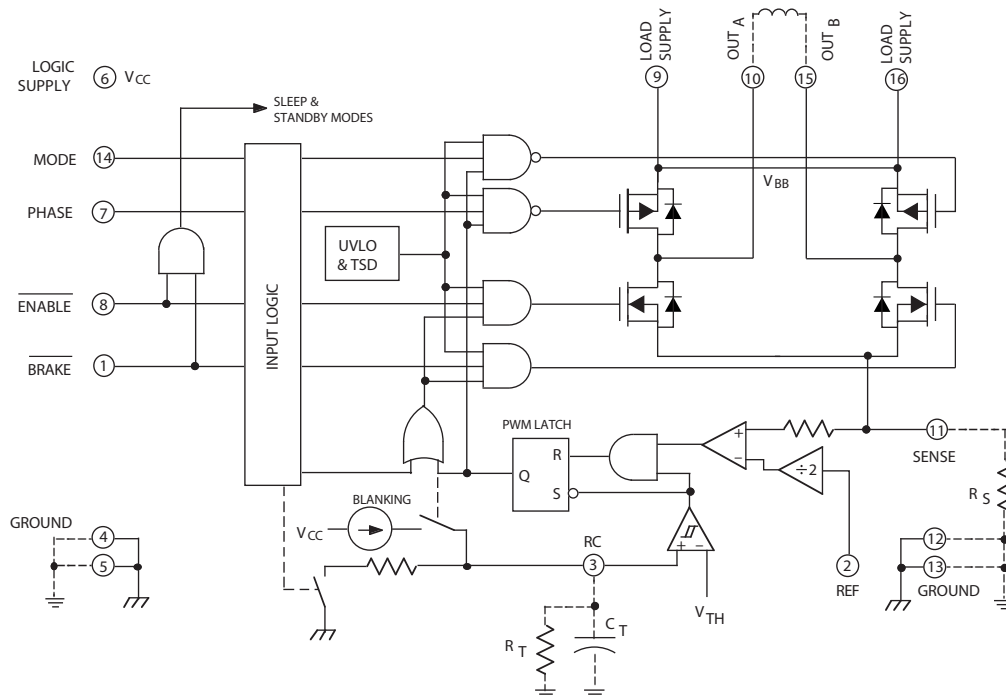 LOGIC
SUPPLY
6
VCC
SLEEP &
STANDBY MODES
MODE
14
PHASE
7
ENABLE
8
BRAKE
1
INPUT LOGIC
UVLO
& TSD
LOAD
SUPPLY
9
OUT A
10
OUT B
15
LOAD
SUPPLY
16
VBB
PWM LATCH
R
Q
S
+
−
÷2
11
SENSE
RS
BLANKING
VCC
GROUND
4
5
RC
3
+ −
VTH
2
REF
12
13
GROUND
RT
CT